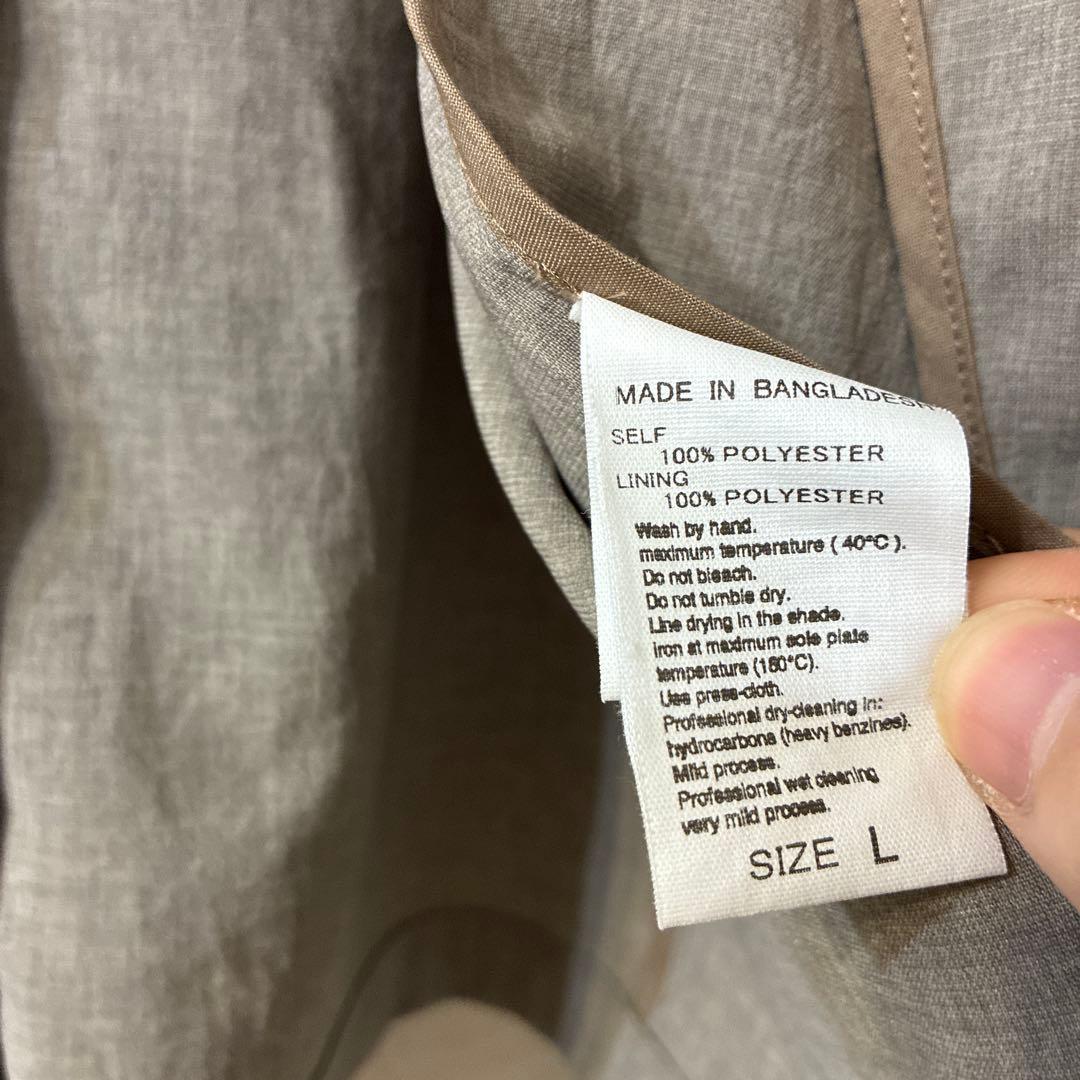 MADE IN BANGLADESH
SELF
100% POLYESTER
LINING
100% POLYESTER
Wash by hand.
maximum temperature ( 40°C ).
Do not bleach.
Do not tumble dry.
Line drying in the shade.
Iron at maximum sole plate
temperature (150°C).
Use press-cloth.
Professional dry-cleaning in:
hydrocarbons (heavy benzines).
Mild process.
Professional wet cleaning
very mild process.
SIZE L